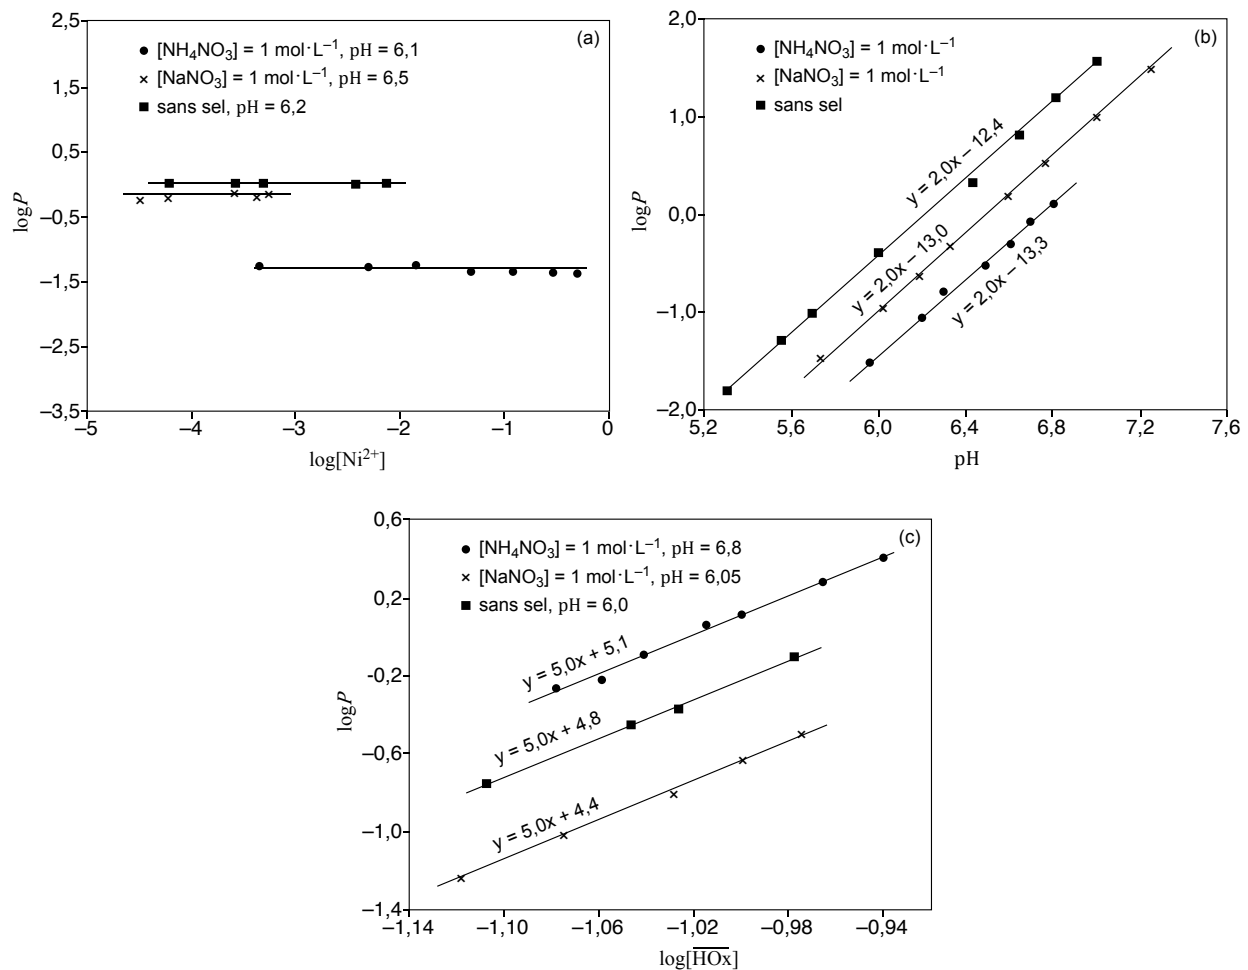 2,5
1,5
0,5
−0,5
−1,5
−2,5
−3,5
logP
[NH₄NO₃] = 1 mol·L⁻¹, pH = 6,1
[NaNO₃] = 1 mol·L⁻¹, pH = 6,5
sans sel, pH = 6,2
(a)
−5 −4 −3 −2 −1 0
log[Ni²⁺]
2,0
1,0
0,0
−1,0
−2,0
logP
[NH₄NO₃] = 1 mol·L⁻¹
[NaNO₃] = 1 mol·L⁻¹
sans sel
(b)
y = 2,0x − 12,4
y = 2,0x − 13,0
y = 2,0x − 13,3
5,2 5,6 6,0 6,4 6,8 7,2 7,6
pH
0,6
0,2
-0,2
−0,6
−1,0
−1,4
logP
[NH₄NO₃] = 1 mol·L⁻¹, pH = 6,8
[NaNO₃] = 1 mol·L⁻¹, pH = 6,05
sans sel, pH = 6,0
(c)
y = 5,0x + 5,1
y = 5,0x + 4,8
y = 5,0x + 4,4
−1,14 −1,10 −1,06 −1,02 −0,98 −0,94
log[H̅O̅x̅]